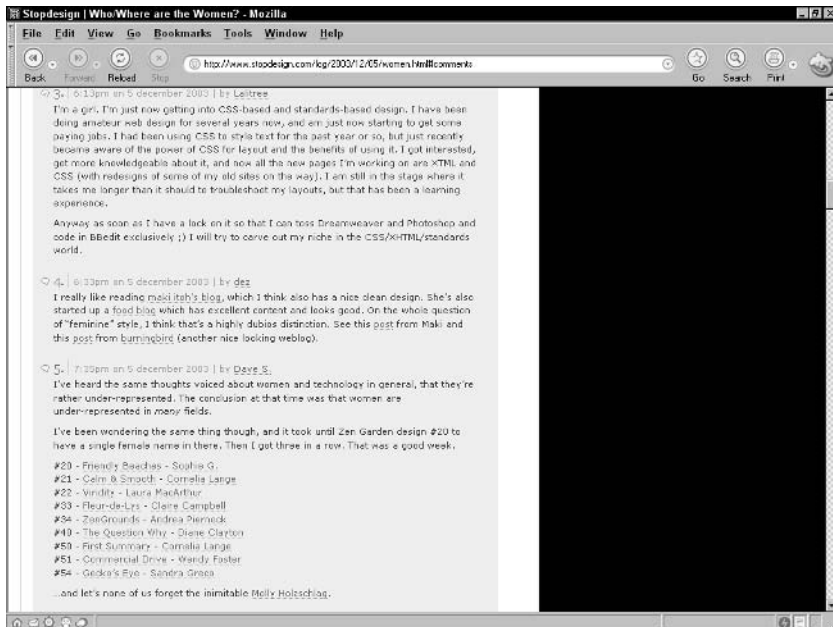 Stopdesign | Who/Where are the Women? - Mozilla
File Edit View Go Bookmarks Tools Window Help
http://www.stopdesign.com/log/2003/12/05/women.html#comments
Back Forward Reload Stop Go Search Print
3. | 6:13pm on 5 december 2003 | by Laitree
I'm a girl. I'm just now getting into CSS-based and standards-based design. I have been
doing amateur web design for several years now, and am just now starting to get some
paying jobs. I had been using CSS to style text for the past year or so, but just recently
became aware of the power of CSS for layout and the benefits of using it. I got interested,
got more knowledgeable about it, and now all the new pages I'm working on are XTML and
CSS (with redesigns of some of my old sites on the way). I am still in the stage where it
takes me longer than it should to troubleshoot my layouts, but that has been a learning
experience.
Anyway as soon as I have a lock on it so that I can toss Dreamweaver and Photoshop and
code in BBedit exclusively ;) I will try to carve out my niche in the CSS/XHTML/standards
world.
4. | 6:33pm on 5 december 2003 | by dez
I really like reading maki itoh's blog, which I think also has a nice clean design. She's also
started up a food blog which has excellent content and looks good. On the whole question
of "feminine" style, I think that's a highly dubios distinction. See this post from Maki and
this post from burningbird (another nice looking weblog).
5. | 7:35pm on 5 december 2003 | by Dave S.
I've heard the same thoughts voiced about women and technology in general, that they're
rather under-represented. The conclusion at that time was that women are
under-represented in many fields.
I've been wondering the same thing though, and it took until Zen Garden design #20 to
have a single female name in there. Then I got three in a row. That was a good week.
#20 - Friendly Beaches - Sophie G.
#21 - Calm & Smooth - Cornelia Lange
#22 - Viridity - Laura MacArthur
#33 - Fleur-de-Lys - Claire Campbell
#34 - ZenGrounds - Andrea Pierneck
#40 - The Question Why - Diane Clayton
#50 - First Summary - Cornelia Lange
#51 - Commercial Drive - Wendy Foster
#54 - Gecko's Eye - Sandra Greco
...and let's none of us forget the inimitable Molly Holzschlag.